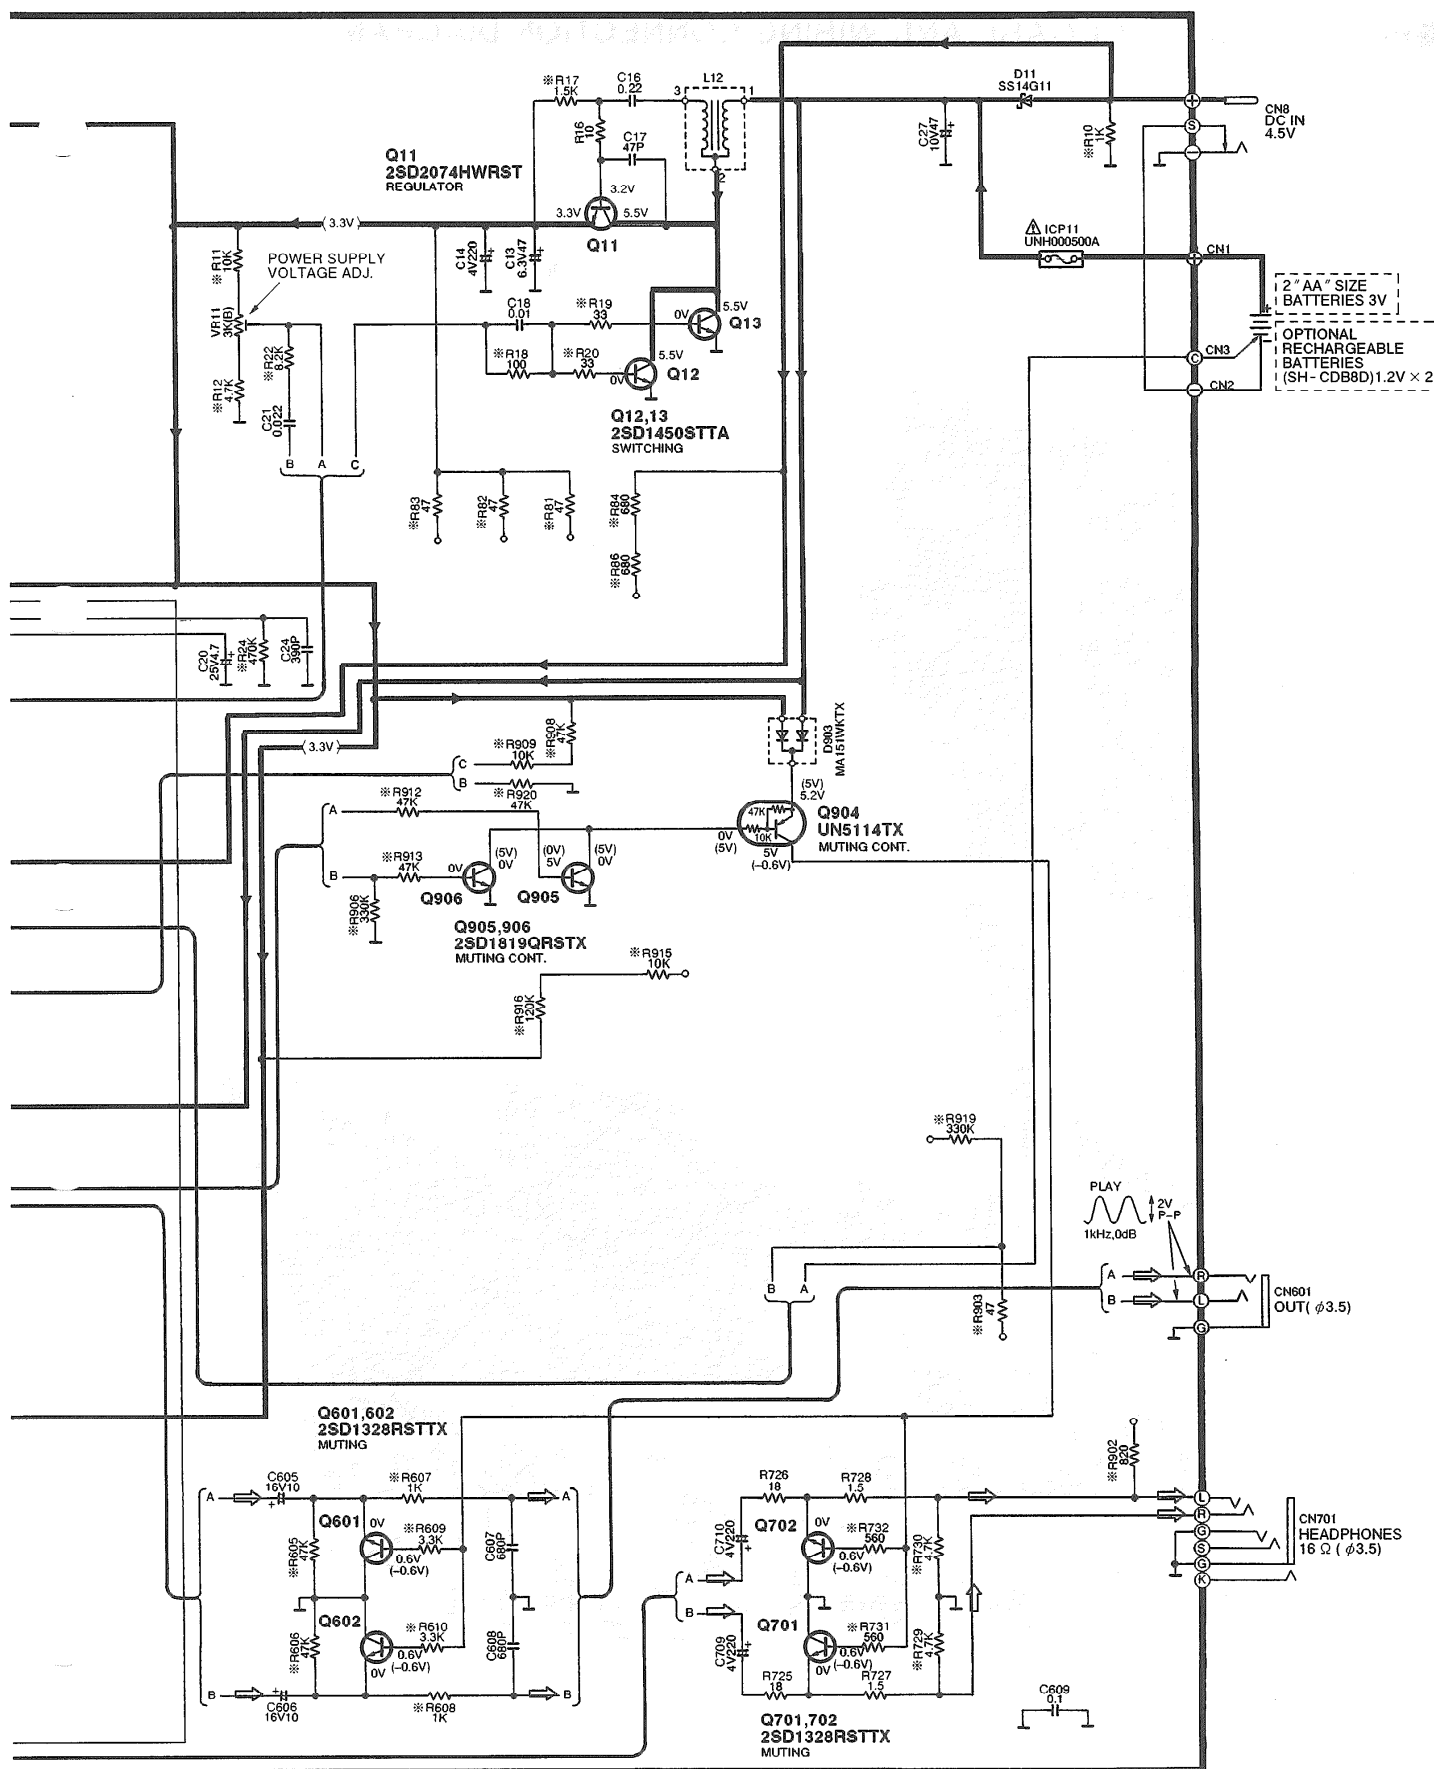 D11
SS14G11
CN8
DC IN
4.5V
※R17
1.5K
C16
0.22
3
L12
1
2
R16
10
C17
47P
C27
10V47
※R10
1K
Q11
2SD2074HWRST
REGULATOR
3.2V
3.3V
5.5V
Q11
(3.3V)
C14
4V220
C13
6.3V47
ICP11
UNH000500A
CN1
※R11
10K
POWER SUPPLY
VOLTAGE ADJ.
VR11
3K(B)
※R22
8.2K
※R12
4.7K
C21
0.022
B A C
C18
0.01
※R19
33
※R18
100
※R20
33
0V
5.5V
Q13
5.5V
0V
Q12
Q12,13
2SD1450STTA
SWITCHING
2 "AA" SIZE
BATTERIES 3V
OPTIONAL
RECHARGEABLE
BATTERIES
(SH-CDB8D)1.2V × 2
+
−
S
CN3
C
CN2
※R83
47
※R82
47
※R81
47
※R84
680
※R86
680
C20
25V4.7
※R24
470K
C24
390P
(3.3V)
※R908
47K
※R909
10K
C
B
※R920
47K
D903
MA151WKTX
(5V)
5.2V
47K
10K
0V
(5V)
5V
(−0.6V)
Q904
UN5114TX
MUTING CONT.
A
※R912
47K
B
※R913
47K
※R906
330K
0V
(5V)
0V
(0V)
5V
(5V)
0V
Q906
Q905
Q905,906
2SD1819QRSTX
MUTING CONT.
※R915
10K
※R916
120K
※R919
330K
※R903
47
B A
PLAY
2V
P-P
1kHz,0dB
A
B
R
L
G
CN601
OUT( φ3.5)
Q601,602
2SD1328RSTTX
MUTING
A
C605
16V10
※R607
1K
A
Q601
0V
※R609
3.3K
0.6V
(−0.6V)
※R605
47K
C607
680P
Q602
※R610
3.3K
0.6V
(−0.6V)
0V
※R606
47K
C608
680P
B
C606
16V10
※R608
1K
B
R726
18
R728
1.5
C710
4V220
Q702
0V
※R732
560
0.6V
(−0.6V)
※R730
4.7K
A
B
Q701
※R731
560
0.6V
(−0.6V)
0V
※R729
4.7K
C709
4V220
R725
18
R727
1.5
Q701,702
2SD1328RSTTX
MUTING
※R902
820
L
R
G
S
G
K
CN701
HEADPHONES
16 Ω ( φ3.5)
C609
0.1